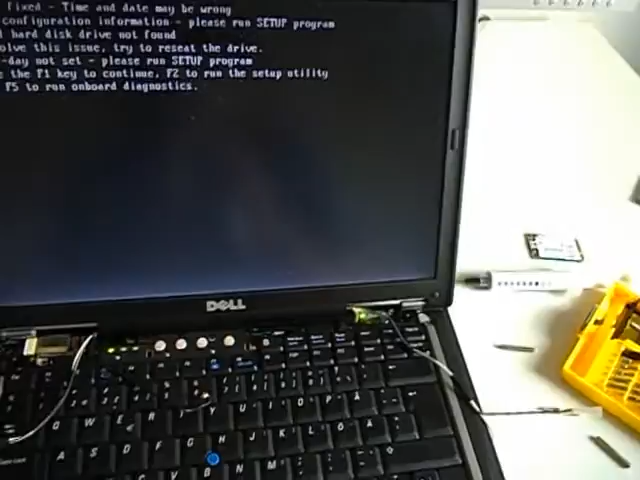 fixed - Time and date may be wrong
configuration information - please run SETUP program
hard disk drive not found
olve this issue, try to reseat the drive.
-day not set - please run SETUP program
the F1 key to continue, F2 to run the setup utility
F5 to run onboard diagnostics.
DELL
Q W E R T Y U I O P Å
A S D F G H J K L Ö Ä
V B N M